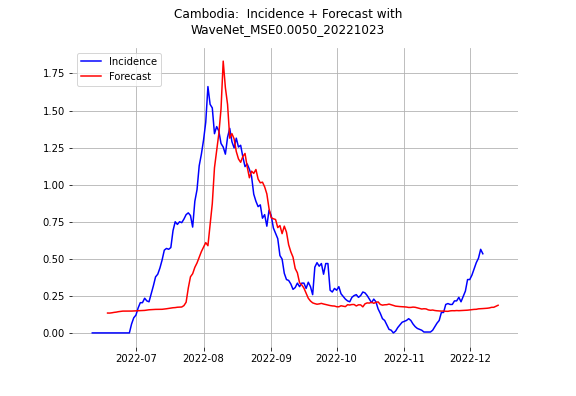 Cambodia:  Incidence + Forecast with
WaveNet_MSE0.0050_20221023
Incidence
Forecast
1.75
1.50
1.25
1.00
0.75
0.50
0.25
0.00
2022-07 2022-08 2022-09 2022-10 2022-11 2022-12